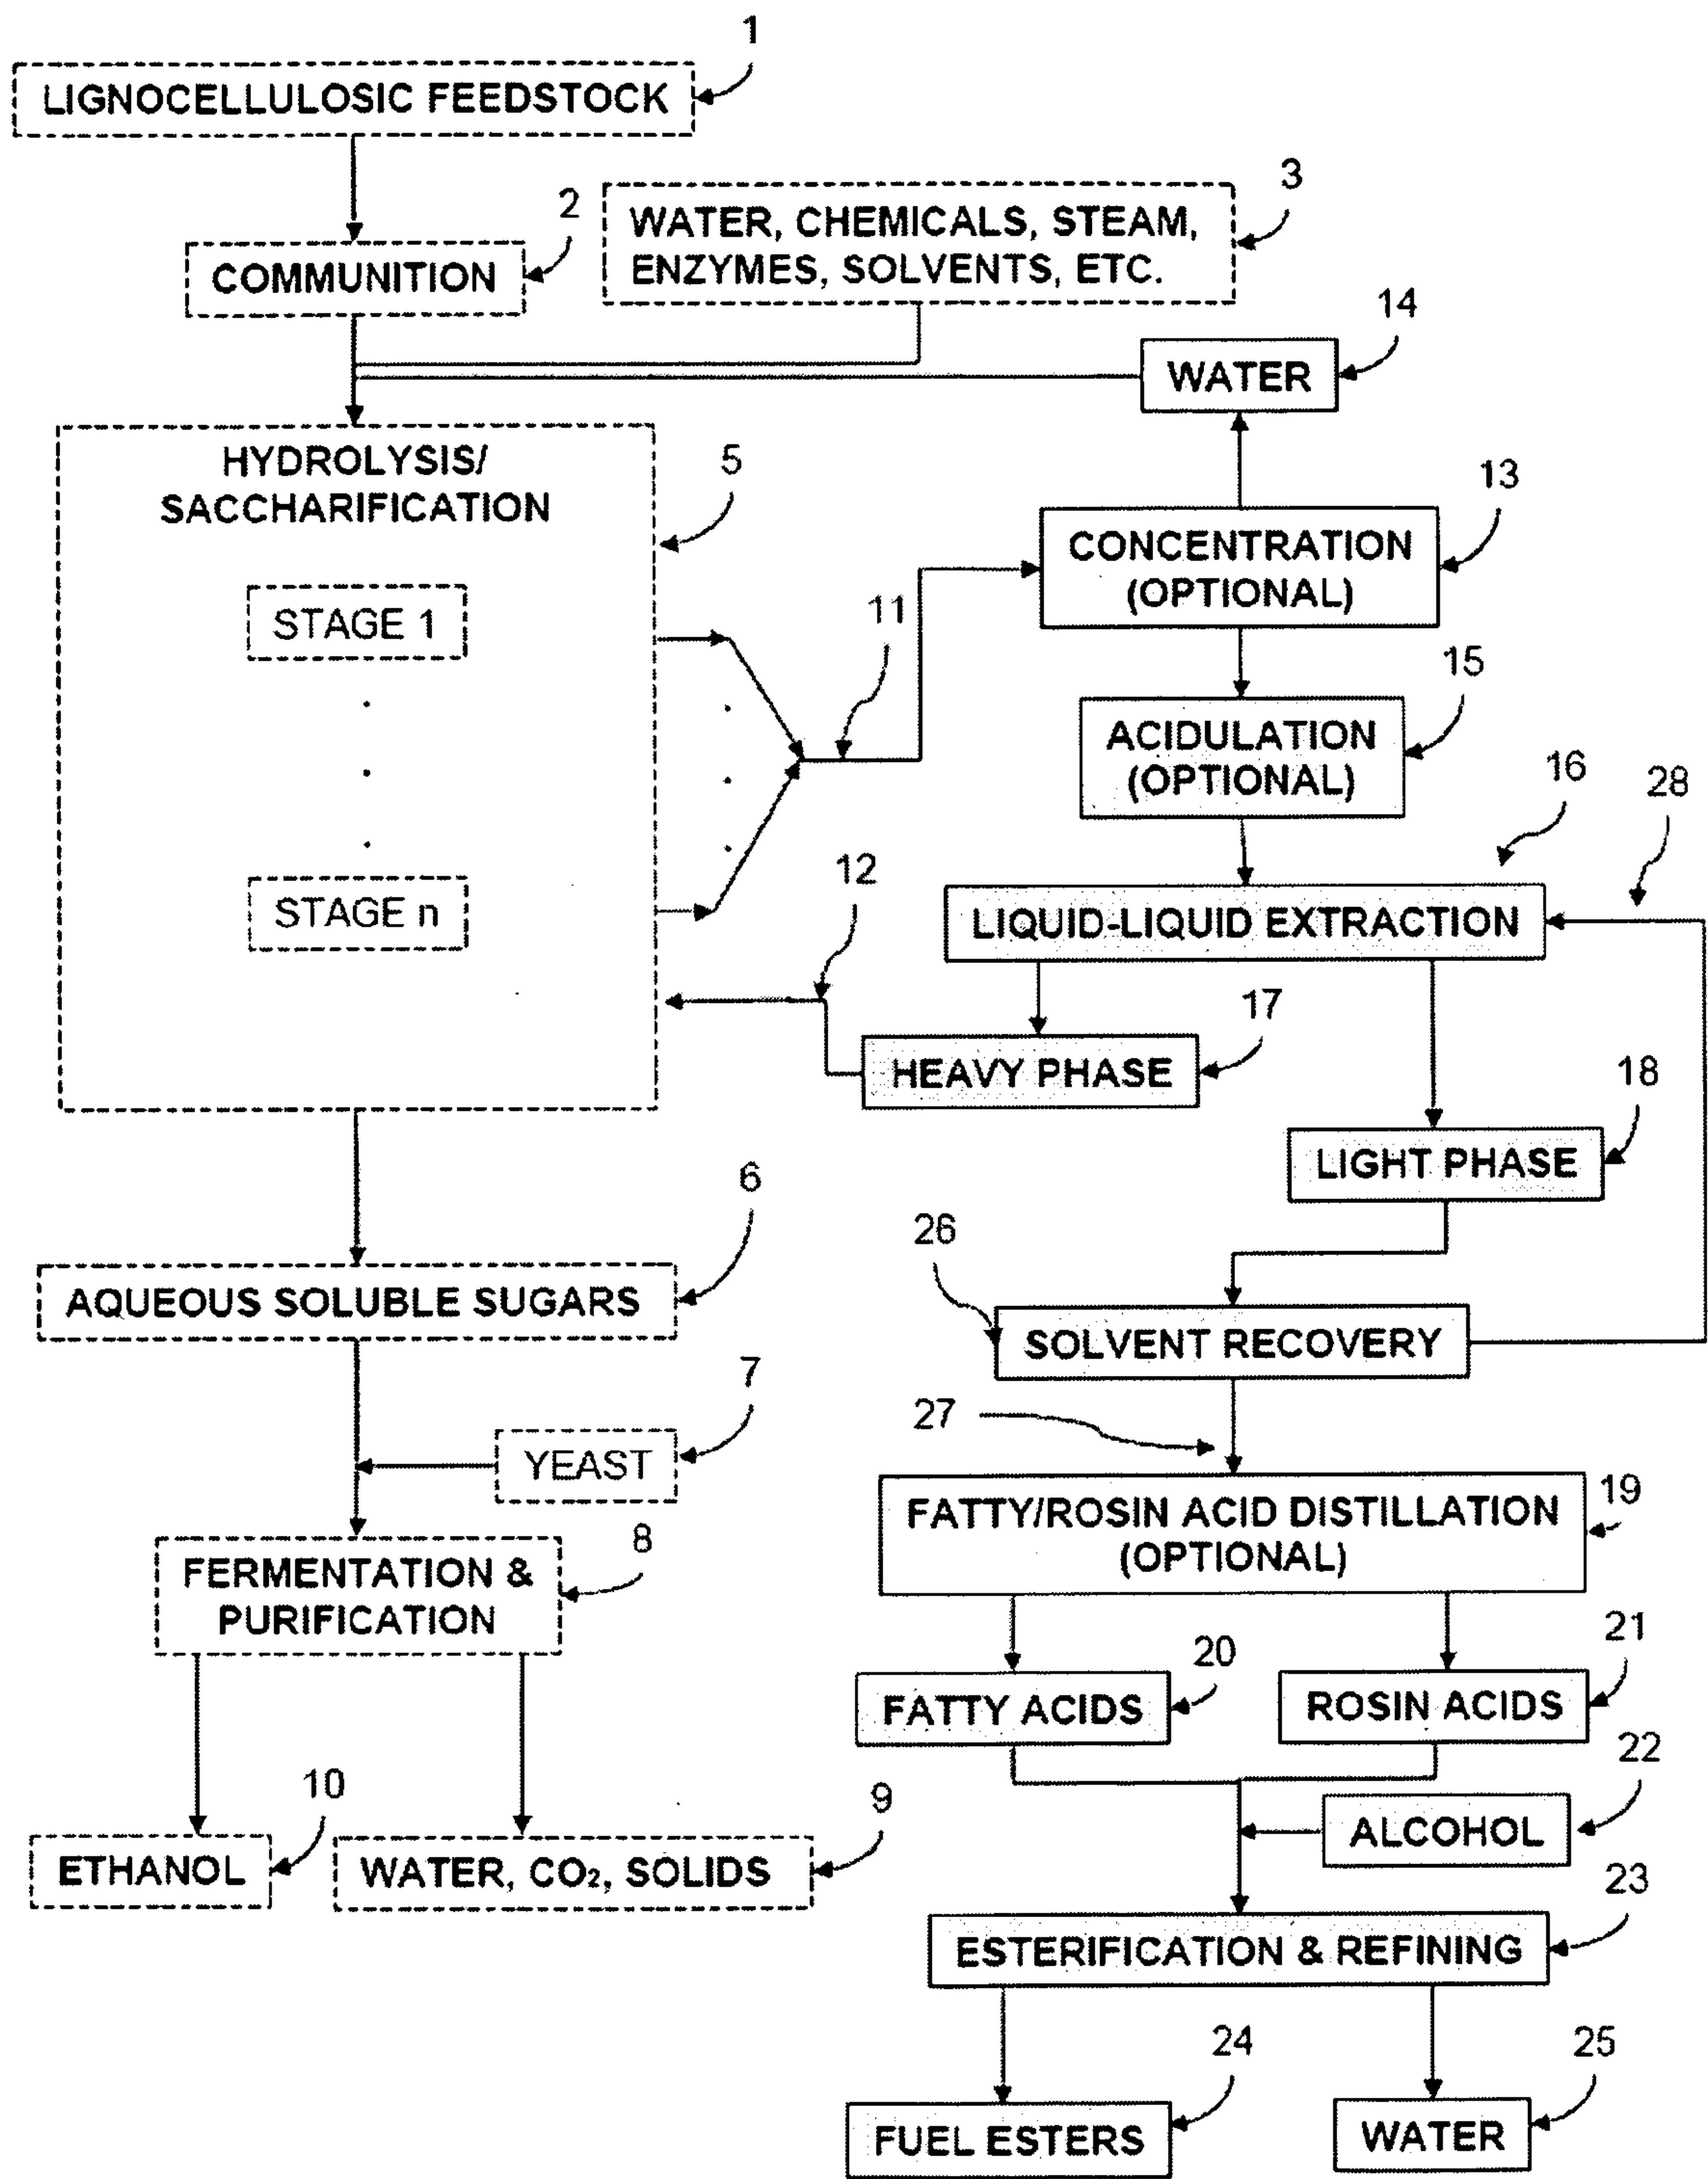 1
LIGNOCELLULOSIC FEEDSTOCK
2
COMMUNITION
3
WATER, CHEMICALS, STEAM,
ENZYMES, SOLVENTS, ETC.
14
WATER
HYDROLYSIS/
SACCHARIFICATION
5
STAGE 1
STAGE n
11
13
CONCENTRATION
(OPTIONAL)
15
ACIDULATION
(OPTIONAL)
16
28
12
LIQUID-LIQUID EXTRACTION
17
HEAVY PHASE
18
LIGHT PHASE
6
AQUEOUS SOLUBLE SUGARS
26
SOLVENT RECOVERY
7
YEAST
27
8
FERMENTATION &
PURIFICATION
19
FATTY/ROSIN ACID DISTILLATION
(OPTIONAL)
20
FATTY ACIDS
21
ROSIN ACIDS
10
ETHANOL
9
WATER, CO₂, SOLIDS
22
ALCOHOL
23
ESTERIFICATION & REFINING
24
FUEL ESTERS
25
WATER